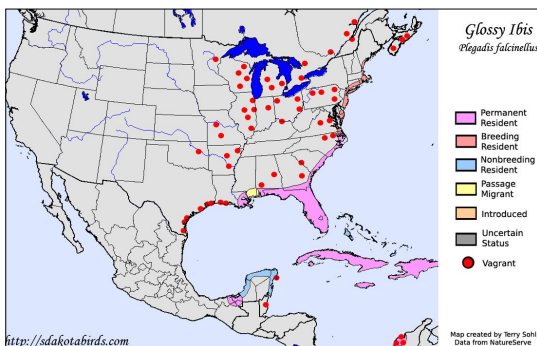 Glossy Ibis
Plegadis falcinellus
Permanent
Resident
Breeding
Resident
Nonbreeding
Resident
Passage
Migrant
Introduced
Uncertain
Status
Vagrant
http://sdakotabirds.com
Map created by Terry Sohl
Data from NatureServe